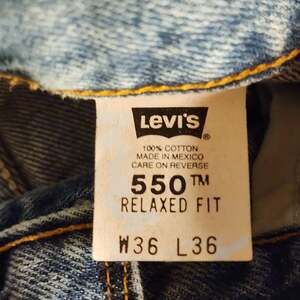 LEVI'S®
100% COTTON
MADE IN MEXICO
CARE ON REVERSE
550™
RELAXED FIT
W36 L36